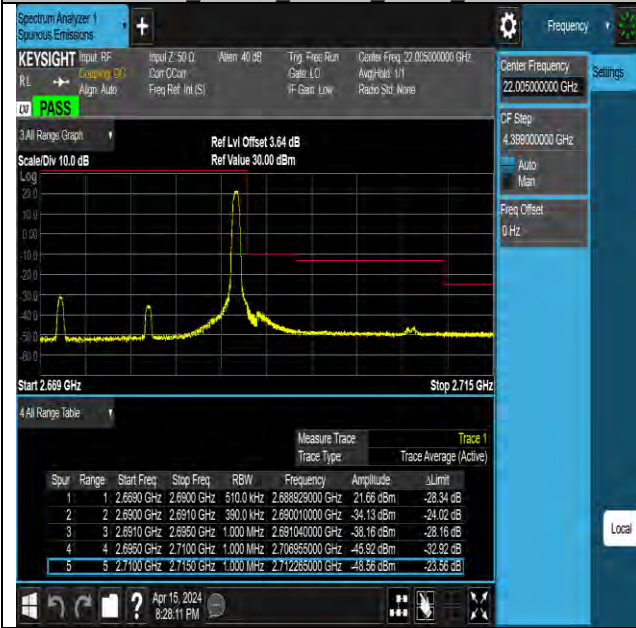 Spectrum Analyzer 1
Spurious Emissions
+
Frequency
KEYSIGHT Input: RF Input Z: 50 Ω Atten: 40 dB Trig: Free Run Center Freq: 22.005000000 GHz
RL Coupling: DC Corr CCorr Gate: LO Avg|Hold: 1/1
Align: Auto Freq Ref: Int (S) IF Gain: Low Radio Std: None
PASS
Center Frequency
22.005000000 GHz
Settings
CF Step
4.399000000 GHz
Auto
Man
Freq Offset
0 Hz
3 All Range Graph
Ref Lvl Offset 3.64 dB
Scale/Div 10.0 dB Ref Value 30.00 dBm
Log
20.0
10.0
0.00
-10.0
-20.0
-30.0
-40.0
-50.0
-60.0
Start 2.669 GHz Stop 2.715 GHz
4 All Range Table
Measure Trace Trace 1
Trace Type Trace Average (Active)
Spur Range Start Freq Stop Freq RBW Frequency Amplitude ΔLimit
1 1 2.6690 GHz 2.6900 GHz 510.0 kHz 2.688929000 GHz 21.66 dBm -28.34 dB
2 2 2.6900 GHz 2.6910 GHz 390.0 kHz 2.690010000 GHz -34.13 dBm -24.02 dB
3 3 2.6910 GHz 2.6950 GHz 1.000 MHz 2.691040000 GHz -38.16 dBm -28.16 dB
4 4 2.6950 GHz 2.7100 GHz 1.000 MHz 2.706955000 GHz -45.92 dBm -32.92 dB
5 5 2.7100 GHz 2.7150 GHz 1.000 MHz 2.712265000 GHz -48.56 dBm -23.56 dB
Local
?
Apr 15, 2024
8:28:11 PM